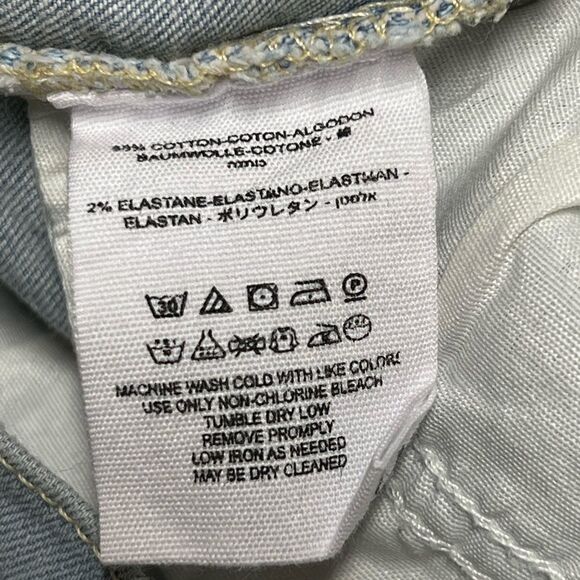 98% COTTON-COTON-ALGODON
BAUMWOLLE-COTONE - 綿
כותנה
2% ELASTANE-ELASTANO-ELASTHAN -
ELASTAN - ポリウレタン - אלסטן
30 P
MACHINE WASH COLD WITH LIKE COLORS
USE ONLY NON-CHLORINE BLEACH
TUMBLE DRY LOW
REMOVE PROMPLY
LOW IRON AS NEEDED
MAY BE DRY CLEANED